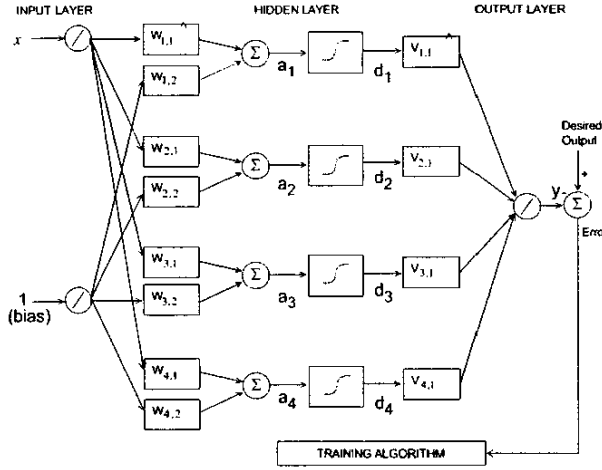 INPUT LAYER HIDDEN LAYER OUTPUT LAYER
x
w1,1
w1,2
Σ
a1
d1
v1,1
w2,1
w2,2
Σ
a2
d2
v2,1
Desired
Output
+
y
-
Σ
Erro
w3,1
w3,2
Σ
a3
d3
v3,1
1
(bias)
w4,1
w4,2
Σ
a4
d4
v4,1
TRAINING ALGORITHM